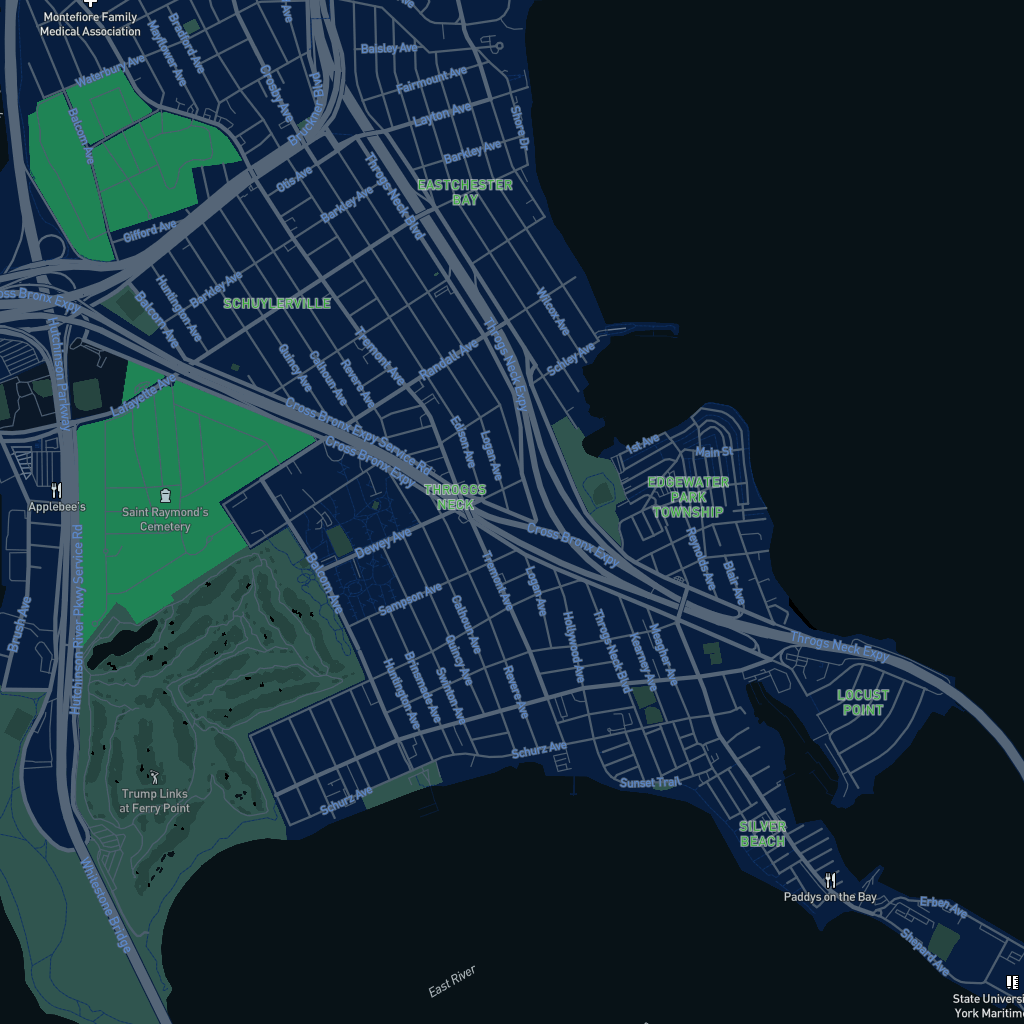 Montefiore Family
Medical Association
Bradford Ave
Mayflower Ave
Baisley Ave
Waterbury Ave
Crosby Ave
Bruckner Blvd
Fairmount Ave
Layton Ave
Shore Dr
Balcom Ave
Barkley Ave
Throgs Neck Blvd
Otis Ave
EASTCHESTER
BAY
Barkley Ave
Gifford Ave
Barkley Ave
Huntington Ave
Balcom Ave
Cross Bronx Expy
SCHUYLERVILLE
Wilcox Ave
Hutchinson Parkway
Throgs Neck Expy
Tremont Ave
Randall Ave
Schley Ave
Quincy Ave
Calhoun Ave
Revere Ave
Lafayette Ave
Cross Bronx Expy Service Rd
Cross Bronx Expy
Edison Ave
Logan Ave
1st Ave
Main St
Applebee's
Saint Raymond's
Cemetery
THROGGS
NECK
EDGEWATER
PARK
TOWNSHIP
Hutchinson River Pkwy Service Rd
Dewey Ave
Cross Bronx Expy
Balcom Ave
Sampson Ave
Tremont Ave
Logan Ave
Reynolds Ave
Blair Ave
Brush Ave
Calhoun Ave
Quincy Ave
Hollywood Ave
Throgs Neck Blvd
Kearney Ave
Meagher Ave
Throgs Neck Expy
Huntington Ave
Brinsmade Ave
Swinton Ave
Revere Ave
LOCUST
POINT
Schurz Ave
Sunset Trail
Trump Links
at Ferry Point
Schurz Ave
SILVER
BEACH
Whitestone Bridge
Paddys on the Bay
Erben Ave
Shepard Ave
East River
State Universi
York Maritime